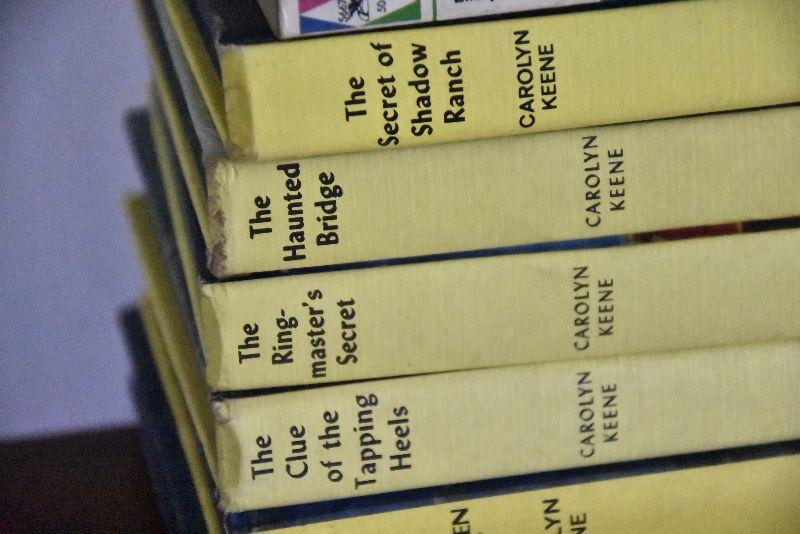 The
Secret of
Shadow
Ranch
CAROLYN
KEENE
The
Haunted
Bridge
CAROLYN
KEENE
The
Ring-
master's
Secret
CAROLYN
KEENE
The
Clue
of the
Tapping
Heels
CAROLYN
KEENE